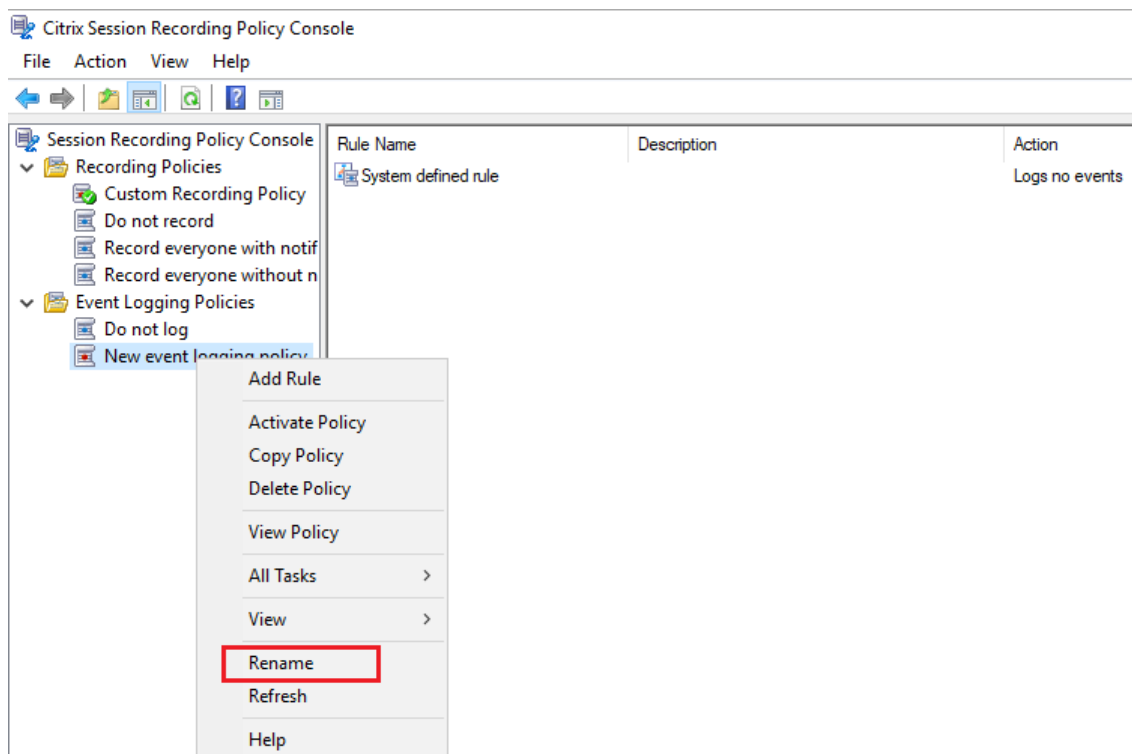 Citrix Session Recording Policy Console
File Action View Help
Session Recording Policy Console
Rule Name Description Action
Recording Policies
System defined rule Logs no events
Custom Recording Policy
Do not record
Record everyone with notif
Record everyone without n
Event Logging Policies
Do not log
New event logging policy
Add Rule
Activate Policy
Copy Policy
Delete Policy
View Policy
All Tasks
View
Rename
Refresh
Help